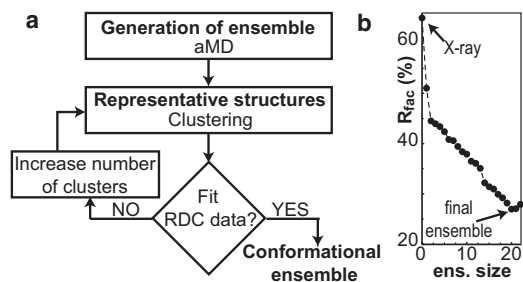 a
Generation of ensemble
aMD
Representative structures
Clustering
Increase number
of clusters
Fit
RDC data?
NO
YES
Conformational
ensemble
b
60
40
20
R_fac (%)
X-ray
final
ensemble
0
10
20
ens. size